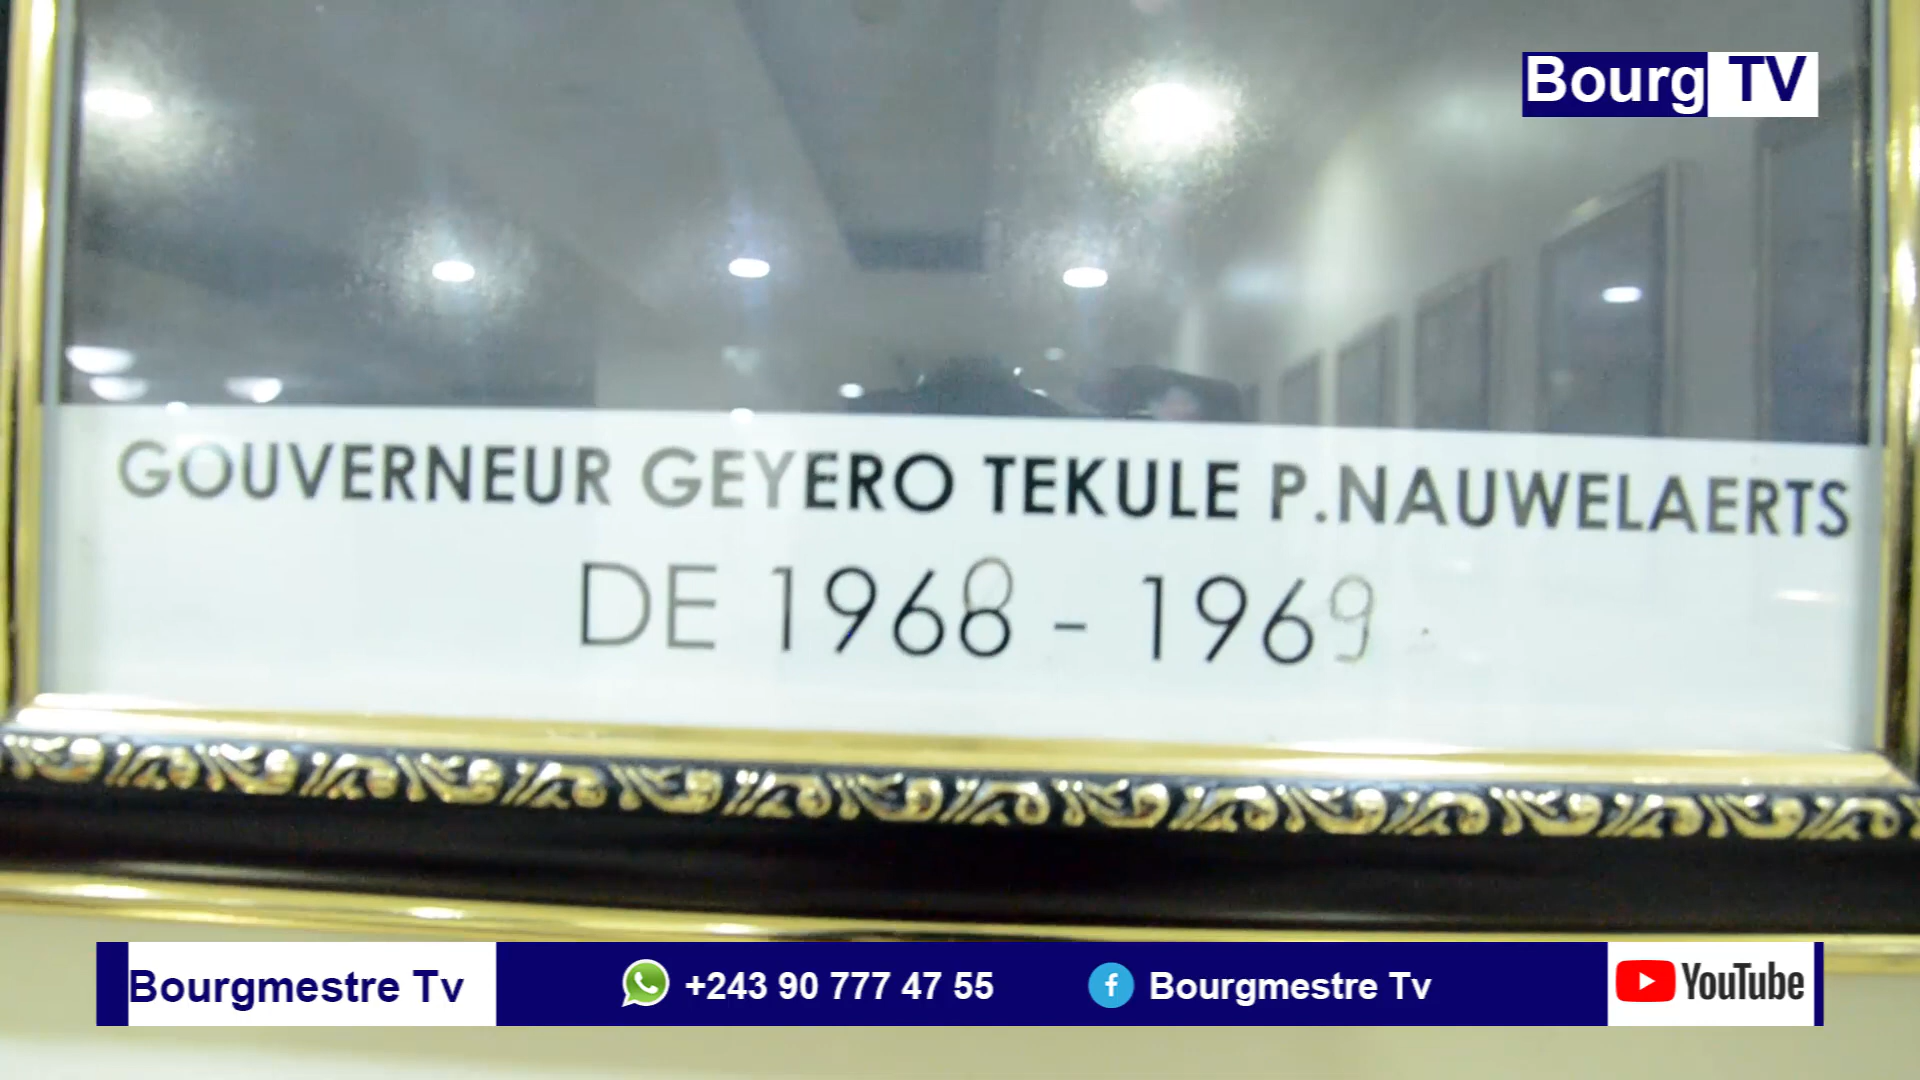 Bourg TV
GOUVERNEUR GEYERO TEKULE P.NAUWELAERTS
DE 1968 - 1969
Bourgmestre Tv
+243 90 777 47 55
Bourgmestre Tv
YouTube